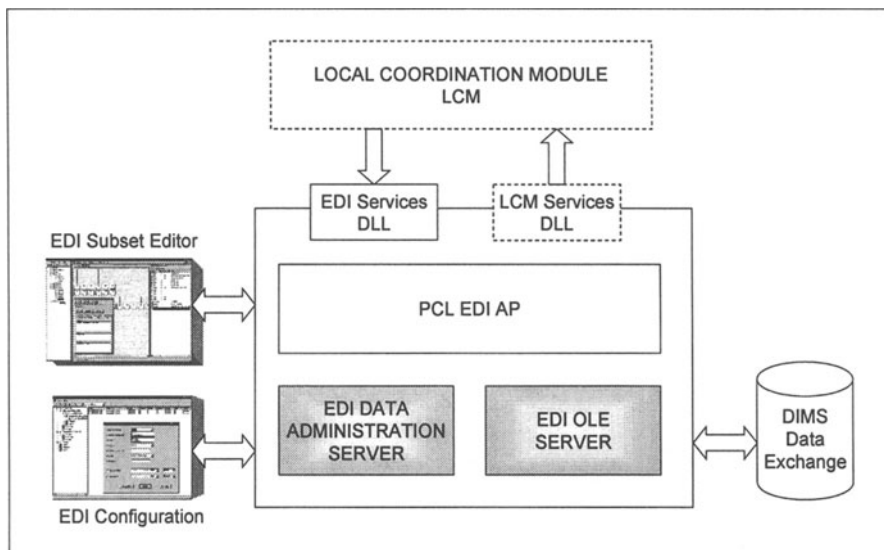 LOCAL COORDINATION MODULE
LCM
EDI Services
DLL
LCM Services
DLL
EDI Subset Editor
PCL EDI AP
EDI DATA
ADMINISTRATION
SERVER
EDI OLE
SERVER
DIMS
Data
Exchange
EDI Configuration